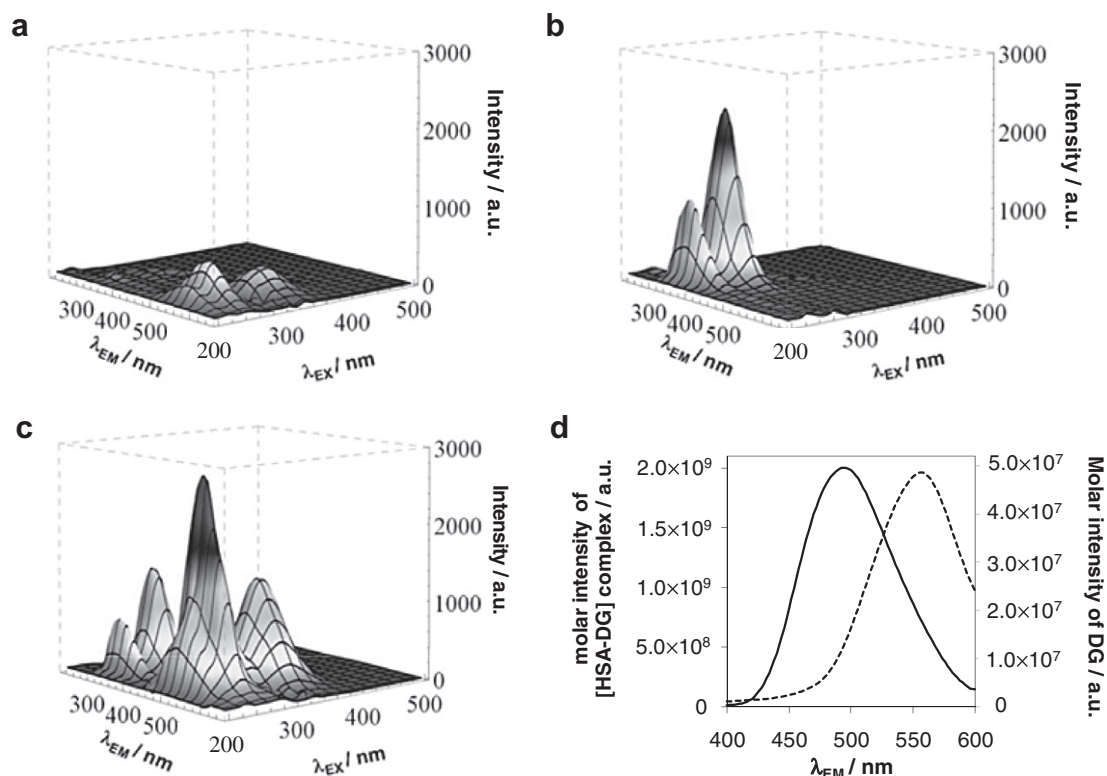 a
3000
2000
1000
0
Intensity / a.u.
300
400
500
λEM / nm
200
300
400
500
λEX / nm
b
3000
2000
1000
0
Intensity / a.u.
300
400
500
λEM / nm
200
300
400
500
λEX / nm
c
3000
2000
1000
0
Intensity / a.u.
300
400
500
λEM / nm
200
300
400
500
λEX / nm
d
molar intensity of
[HSA-DG] complex / a.u.
2.0×10⁹
1.5×10⁹
1.0×10⁹
5.0×10⁸
0
5.0×10⁷
4.0×10⁷
3.0×10⁷
2.0×10⁷
1.0×10⁷
0
Molar intensity of DG / a.u.
400
450
500
550
600
λEM / nm